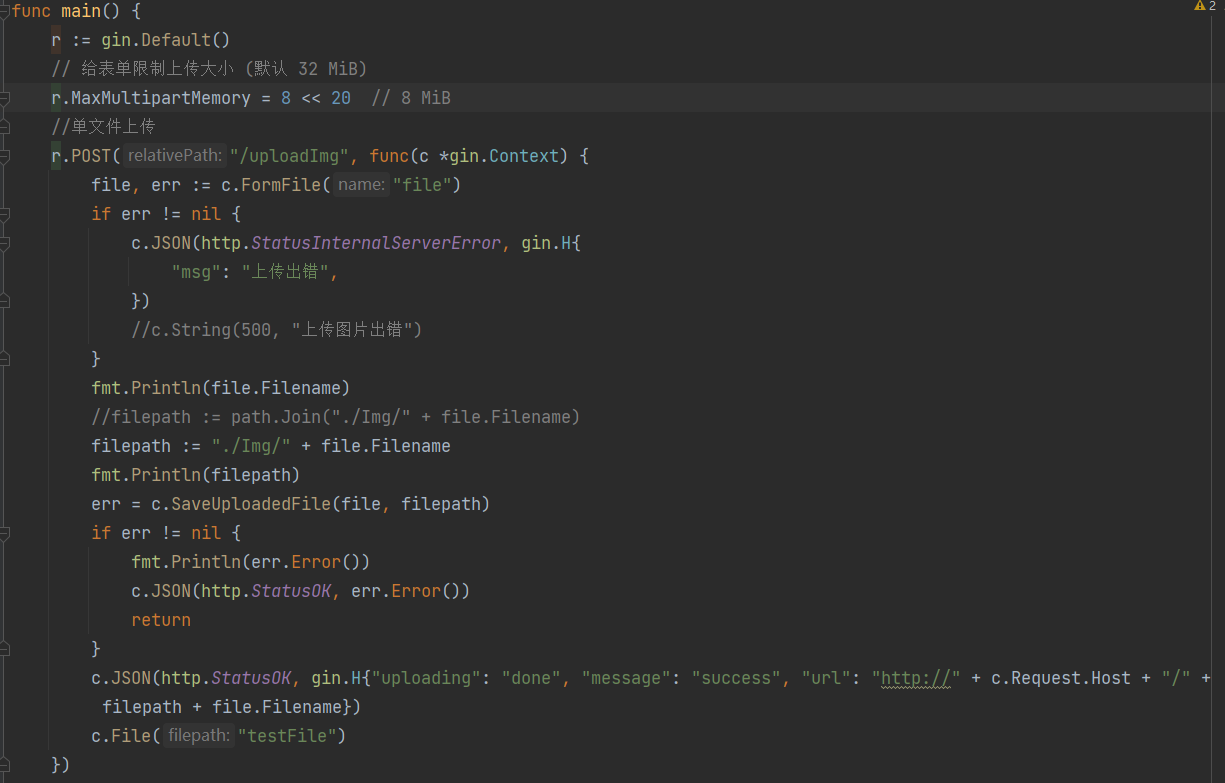 func main() {
2
r := gin.Default()
// 给表单限制上传大小 (默认 32 MiB)
r.MaxMultipartMemory = 8 << 20  // 8 MiB
//单文件上传
r.POST( relativePath: "/uploadImg", func(c *gin.Context) {
file, err := c.FormFile( name: "file")
if err != nil {
c.JSON(http.StatusInternalServerError, gin.H{
"msg": "上传出错",
})
//c.String(500, "上传图片出错")
}
fmt.Println(file.Filename)
//filepath := path.Join("./Img/" + file.Filename)
filepath := "./Img/" + file.Filename
fmt.Println(filepath)
err = c.SaveUploadedFile(file, filepath)
if err != nil {
fmt.Println(err.Error())
c.JSON(http.StatusOK, err.Error())
return
}
c.JSON(http.StatusOK, gin.H{"uploading": "done", "message": "success", "url": "http://" + c.Request.Host + "/" +
filepath + file.Filename})
c.File( filepath: "testFile")
})